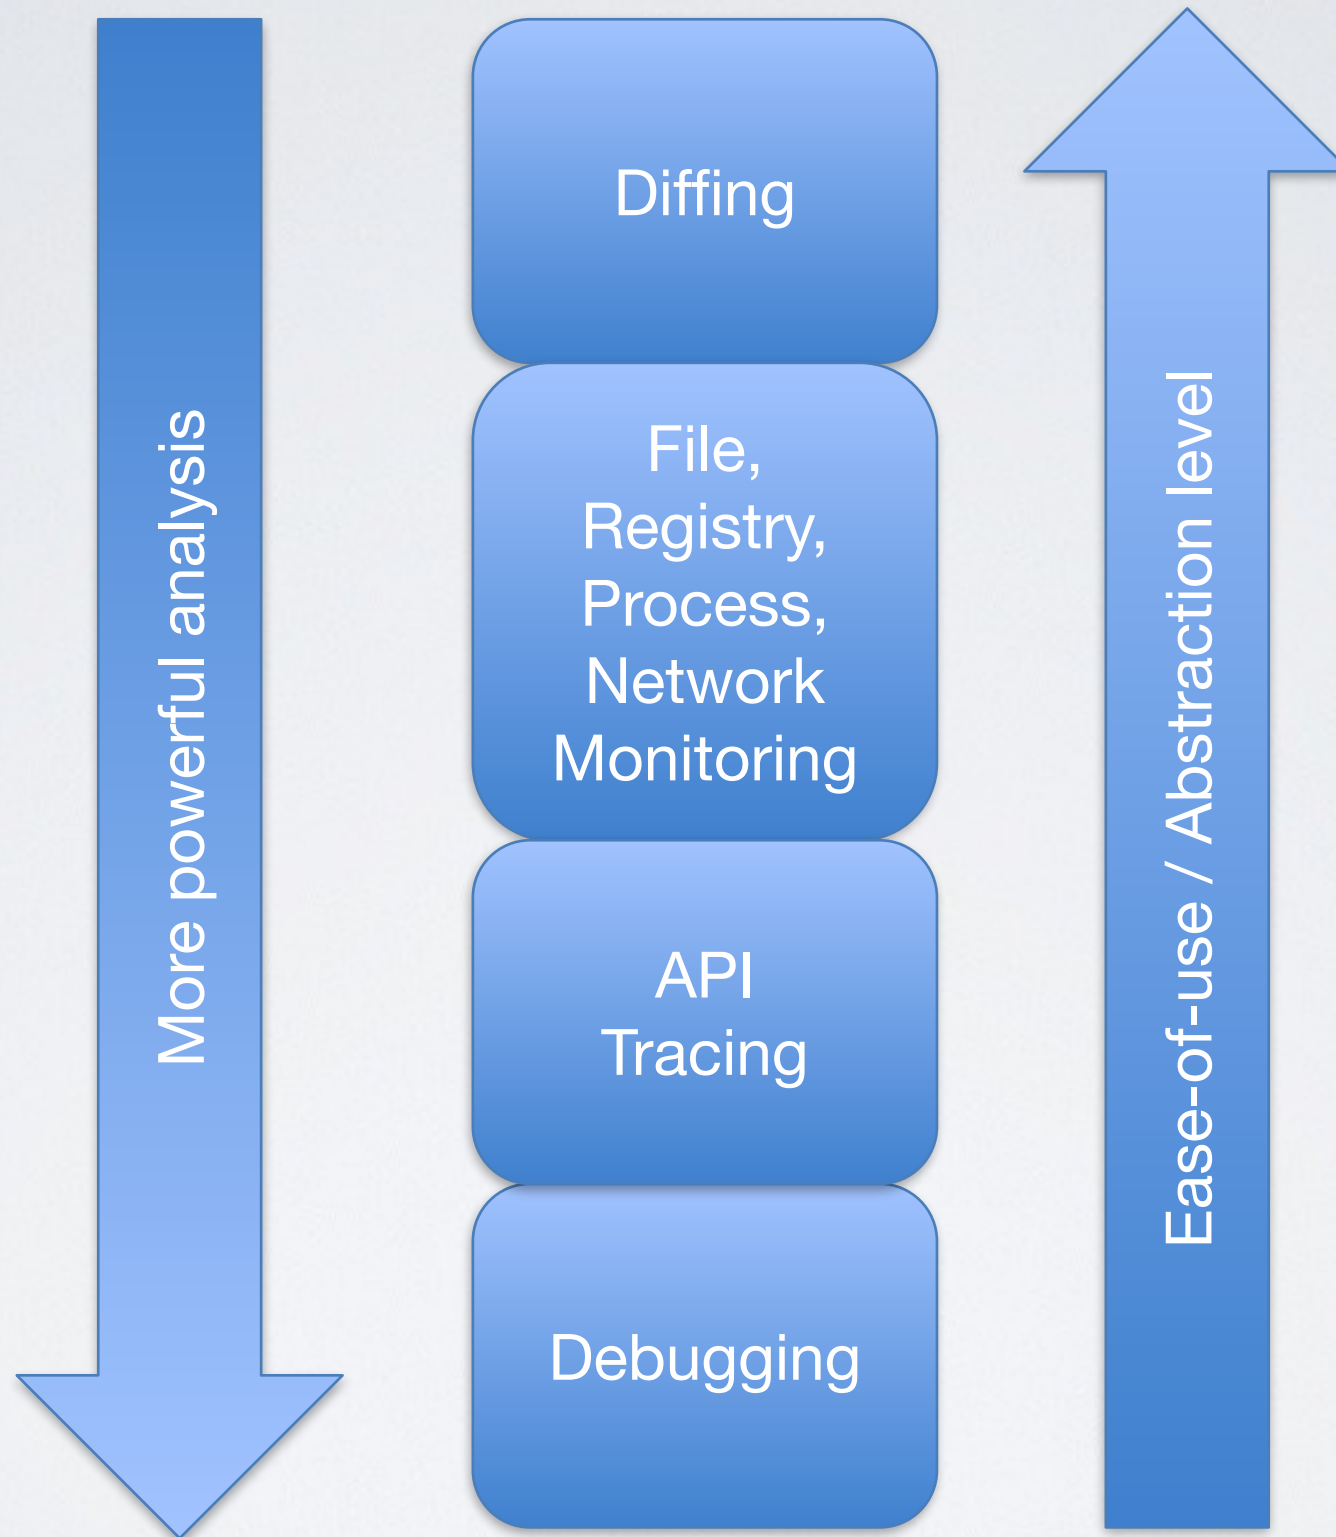 More powerful analysis
Diffing
File,
Registry,
Process,
Network
Monitoring
API
Tracing
Debugging
Ease-of-use / Abstraction level